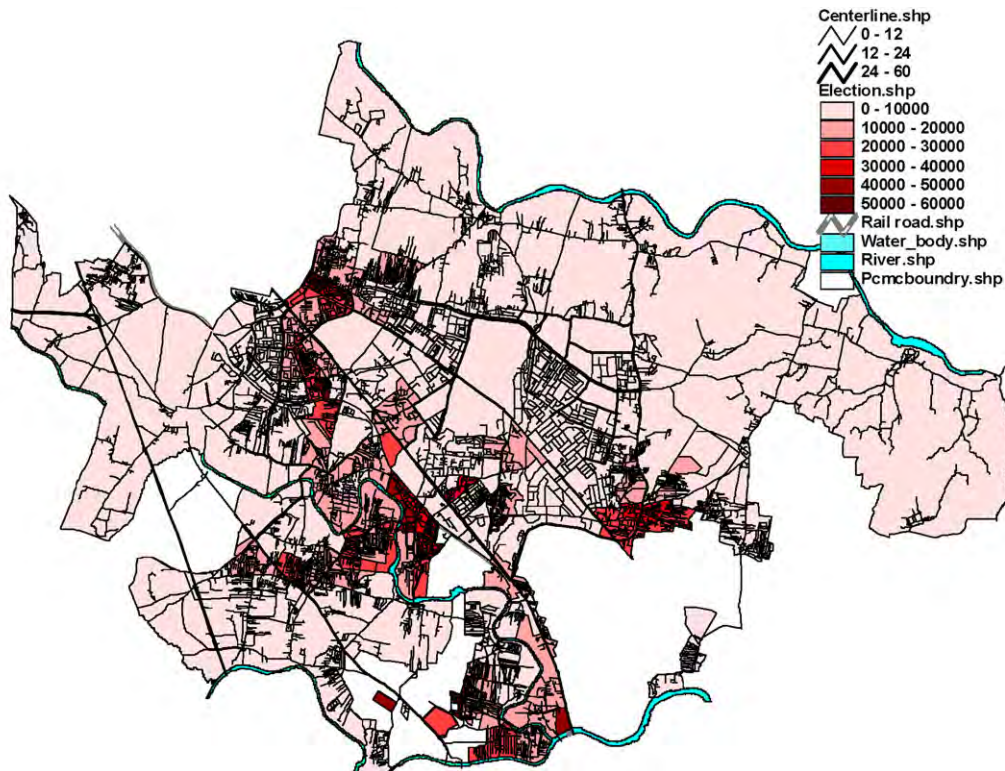 Centerline.shp
0 - 12
12 - 24
24 - 60
Election.shp
0 - 10000
10000 - 20000
20000 - 30000
30000 - 40000
40000 - 50000
50000 - 60000
Rail road.shp
Water_body.shp
River.shp
Pcmcboundry.shp